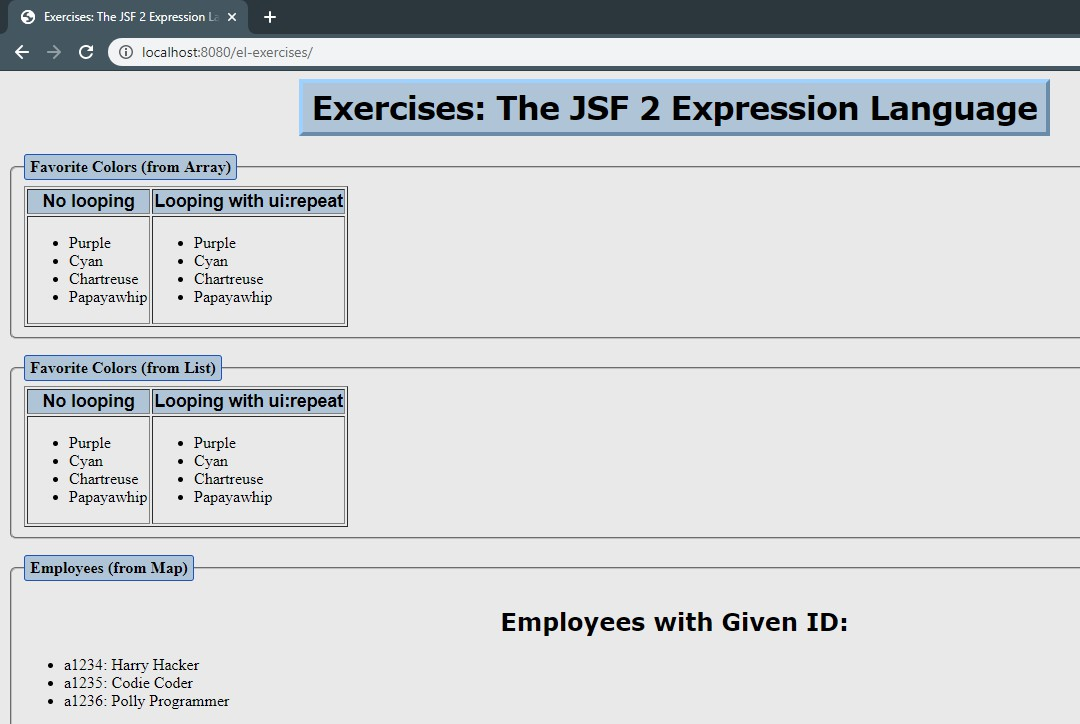 Exercises: The JSF 2 Expression La
localhost:8080/el-exercises/
Exercises: The JSF 2 Expression Language
Favorite Colors (from Array)
No looping Looping with ui:repeat
Purple Purple
Cyan Cyan
Chartreuse Chartreuse
Papayawhip Papayawhip
Favorite Colors (from List)
No looping Looping with ui:repeat
Purple Purple
Cyan Cyan
Chartreuse Chartreuse
Papayawhip Papayawhip
Employees (from Map)
Employees with Given ID:
a1234: Harry Hacker
a1235: Codie Coder
a1236: Polly Programmer